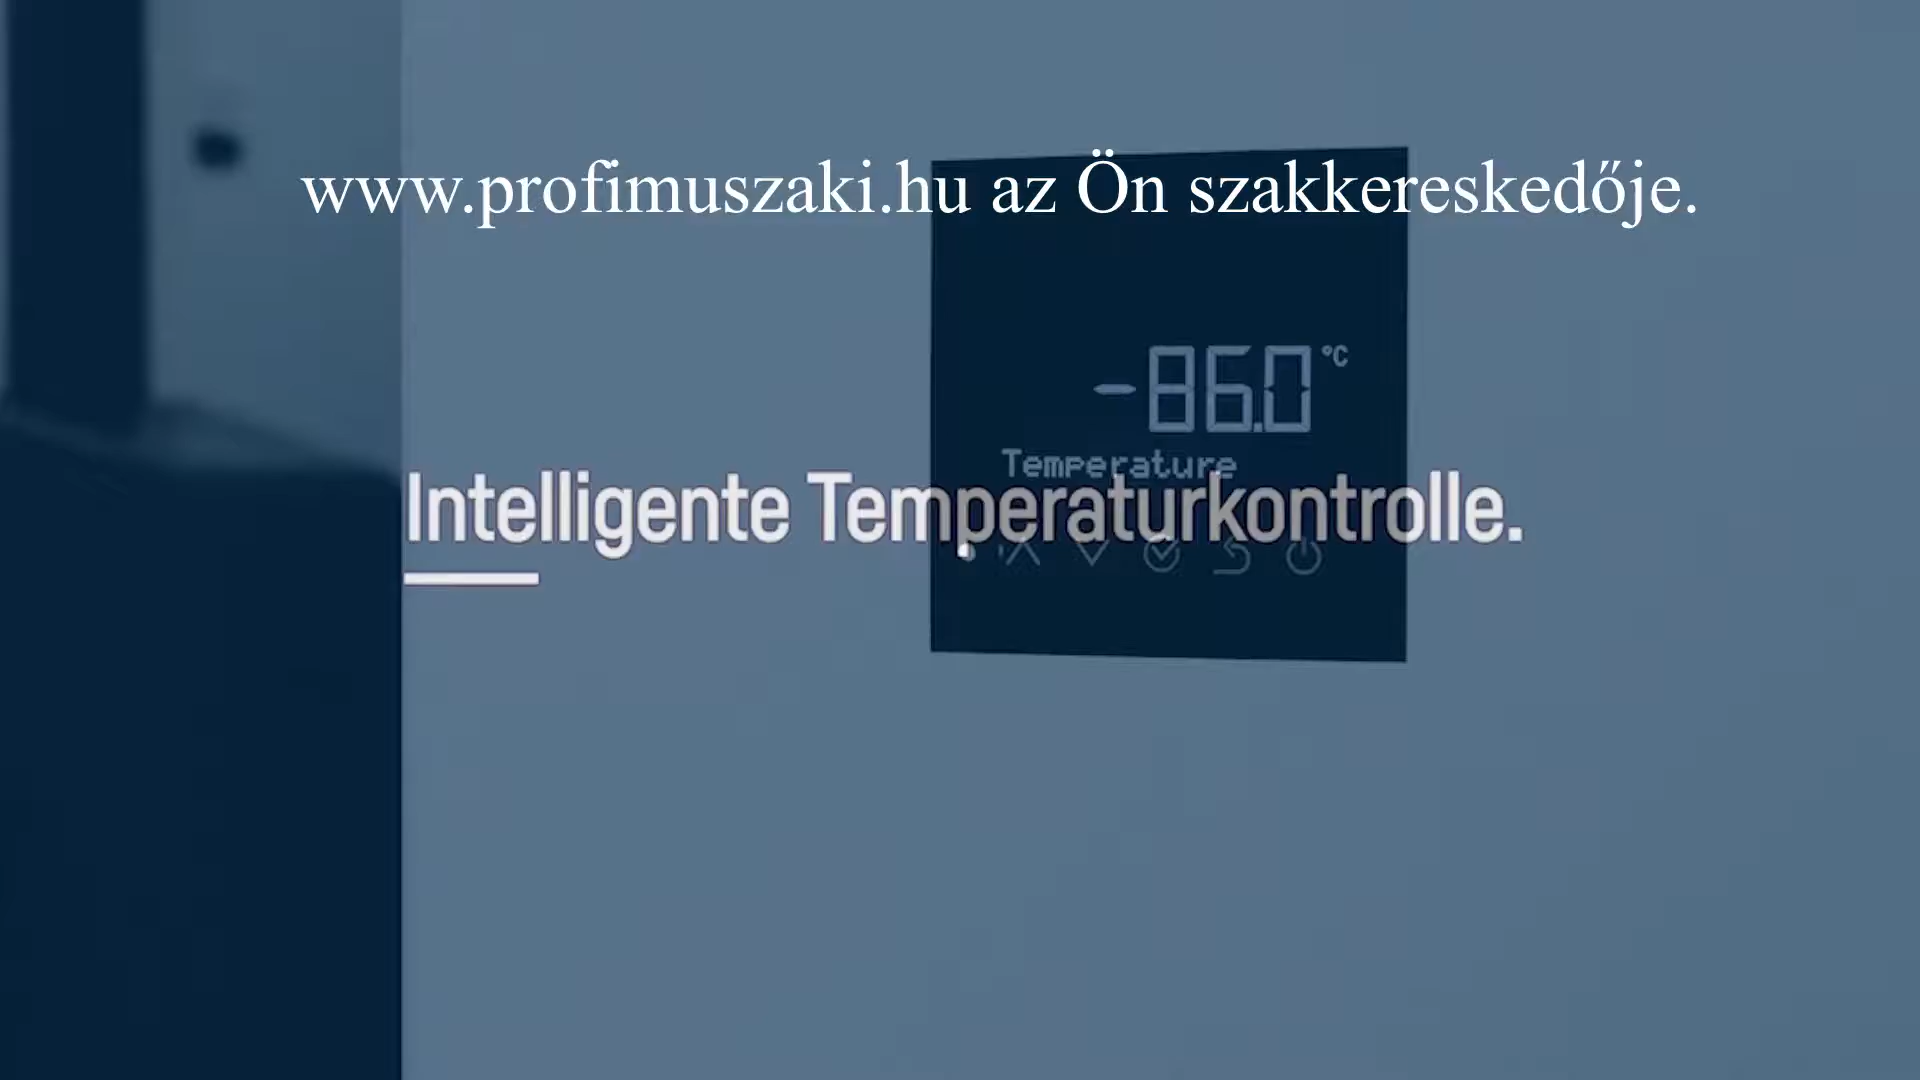 www.profimuszaki.hu az Ön szakkereskedője.
-86.0 °C
Temperature
Intelligente Temperaturkontrolle.